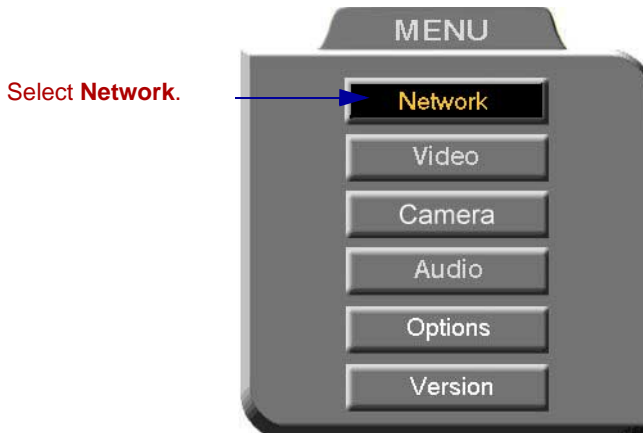 MENU
Select Network.
Network
Video
Camera
Audio
Options
Version